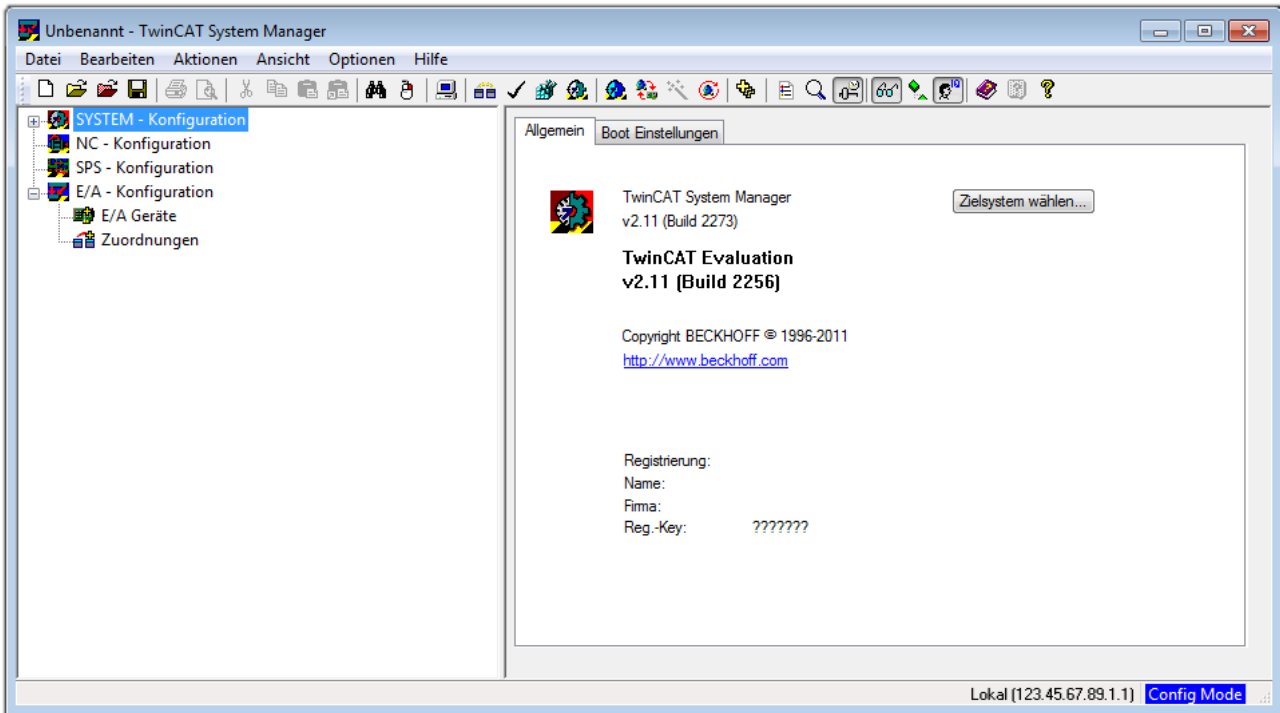 Unbenannt - TwinCAT System Manager
Datei Bearbeiten Aktionen Ansicht Optionen Hilfe
SYSTEM - Konfiguration
NC - Konfiguration
SPS - Konfiguration
E/A - Konfiguration
E/A Geräte
Zuordnungen
Allgemein Boot Einstellungen
TwinCAT System Manager
v2.11 (Build 2273)
Zielsystem wählen...
TwinCAT Evaluation
v2.11 (Build 2256)
Copyright BECKHOFF © 1996-2011
http://www.beckhoff.com
Registrierung:
Name:
Firma:
Reg.-Key: ???????
Lokal (123.45.67.89.1.1) Config Mode